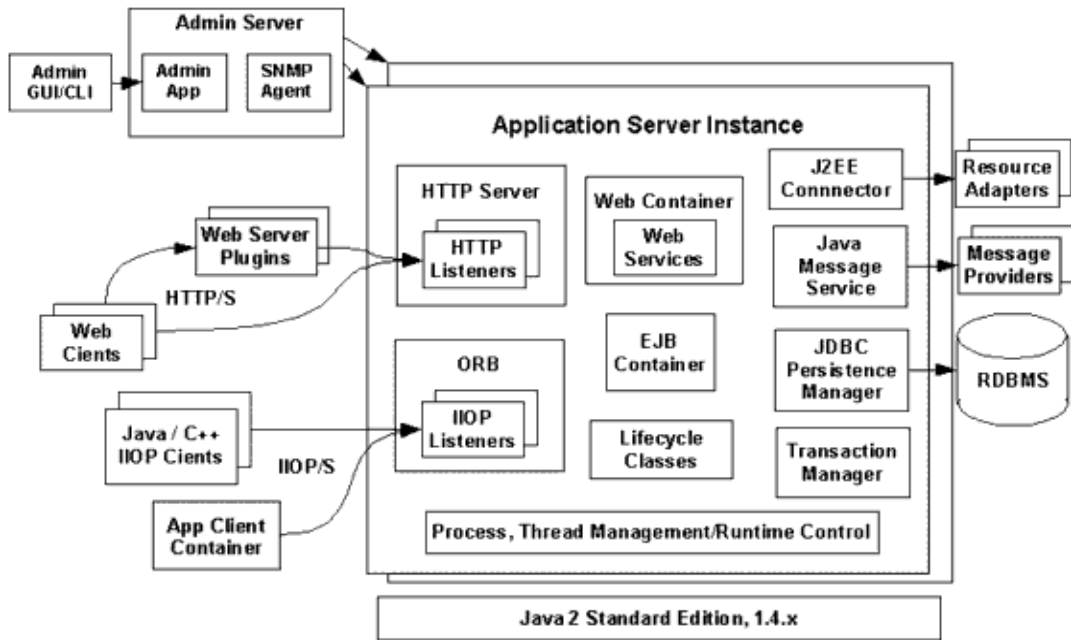 Admin Server
Admin
GUI/CLI
Admin
App
SNMP
Agent
Application Server Instance
HTTP Server
HTTP
Listeners
Web Container
Web
Services
J2EE
Connnector
Resource
Adapters
Web Server
Plugins
HTTP/S
Web
Cients
Java
Message
Service
Message
Providers
ORB
IIOP
Listeners
EJB
Container
JDBC
Persistence
Manager
RDBMS
Java / C++
IIOP Cients
IIOP/S
Lifecycle
Classes
Transaction
Manager
App Client
Container
Process, Thread Management/Runtime Control
Java 2 Standard Edition, 1.4.x